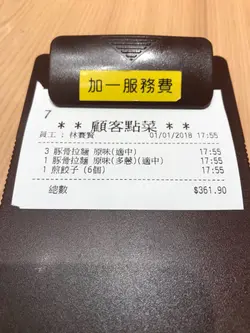 加一服務費
7
* * 顧客點菜 * *
員工: 林賽賢 01/01/2018 17:55
3 豚骨拉麵 原味(適中) 17:55
1 豚骨拉麵 原味(多蔥)(適中) 17:55
1 煎餃子 (6個) 17:55
總數 $361.90